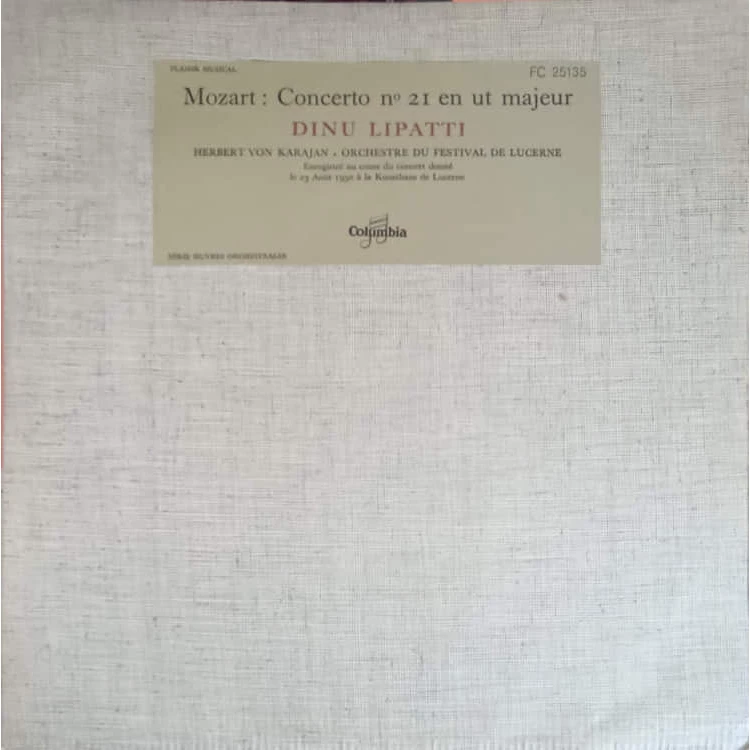 PLAISIR MUSICAL
FC 25135
Mozart : Concerto nº 21 en ut majeur
DINU LIPATTI
HERBERT VON KARAJAN • ORCHESTRE DU FESTIVAL DE LUCERNE
Enregistré au cours du concert donné
le 23 Août 1950 à la Kunsthaus de Lucerne
Columbia
SÉRIE ŒUVRES ORCHESTRALES